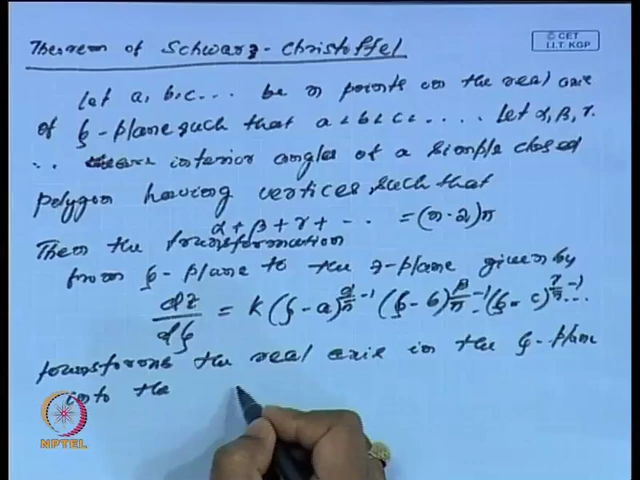 Theorem of Schwarz-Christoffel
© CET
I.I.T. KGP
Let a, b, c... be n points on the real axis
of ζ-plane such that a < b < c < .... Let α, β, γ.
.. are interior angles of a simple closed
polygon having vertices such that
α + β + γ + ... = (n-2)π
Then the transformation
from ζ-plane to the z-plane given by
dz/dζ = K(ζ-a)^{α/π -1} (ζ-b)^{β/π -1} (ζ-c)^{γ/π -1}...
transforms the real axis in the ζ-plane
into the
NPTEL